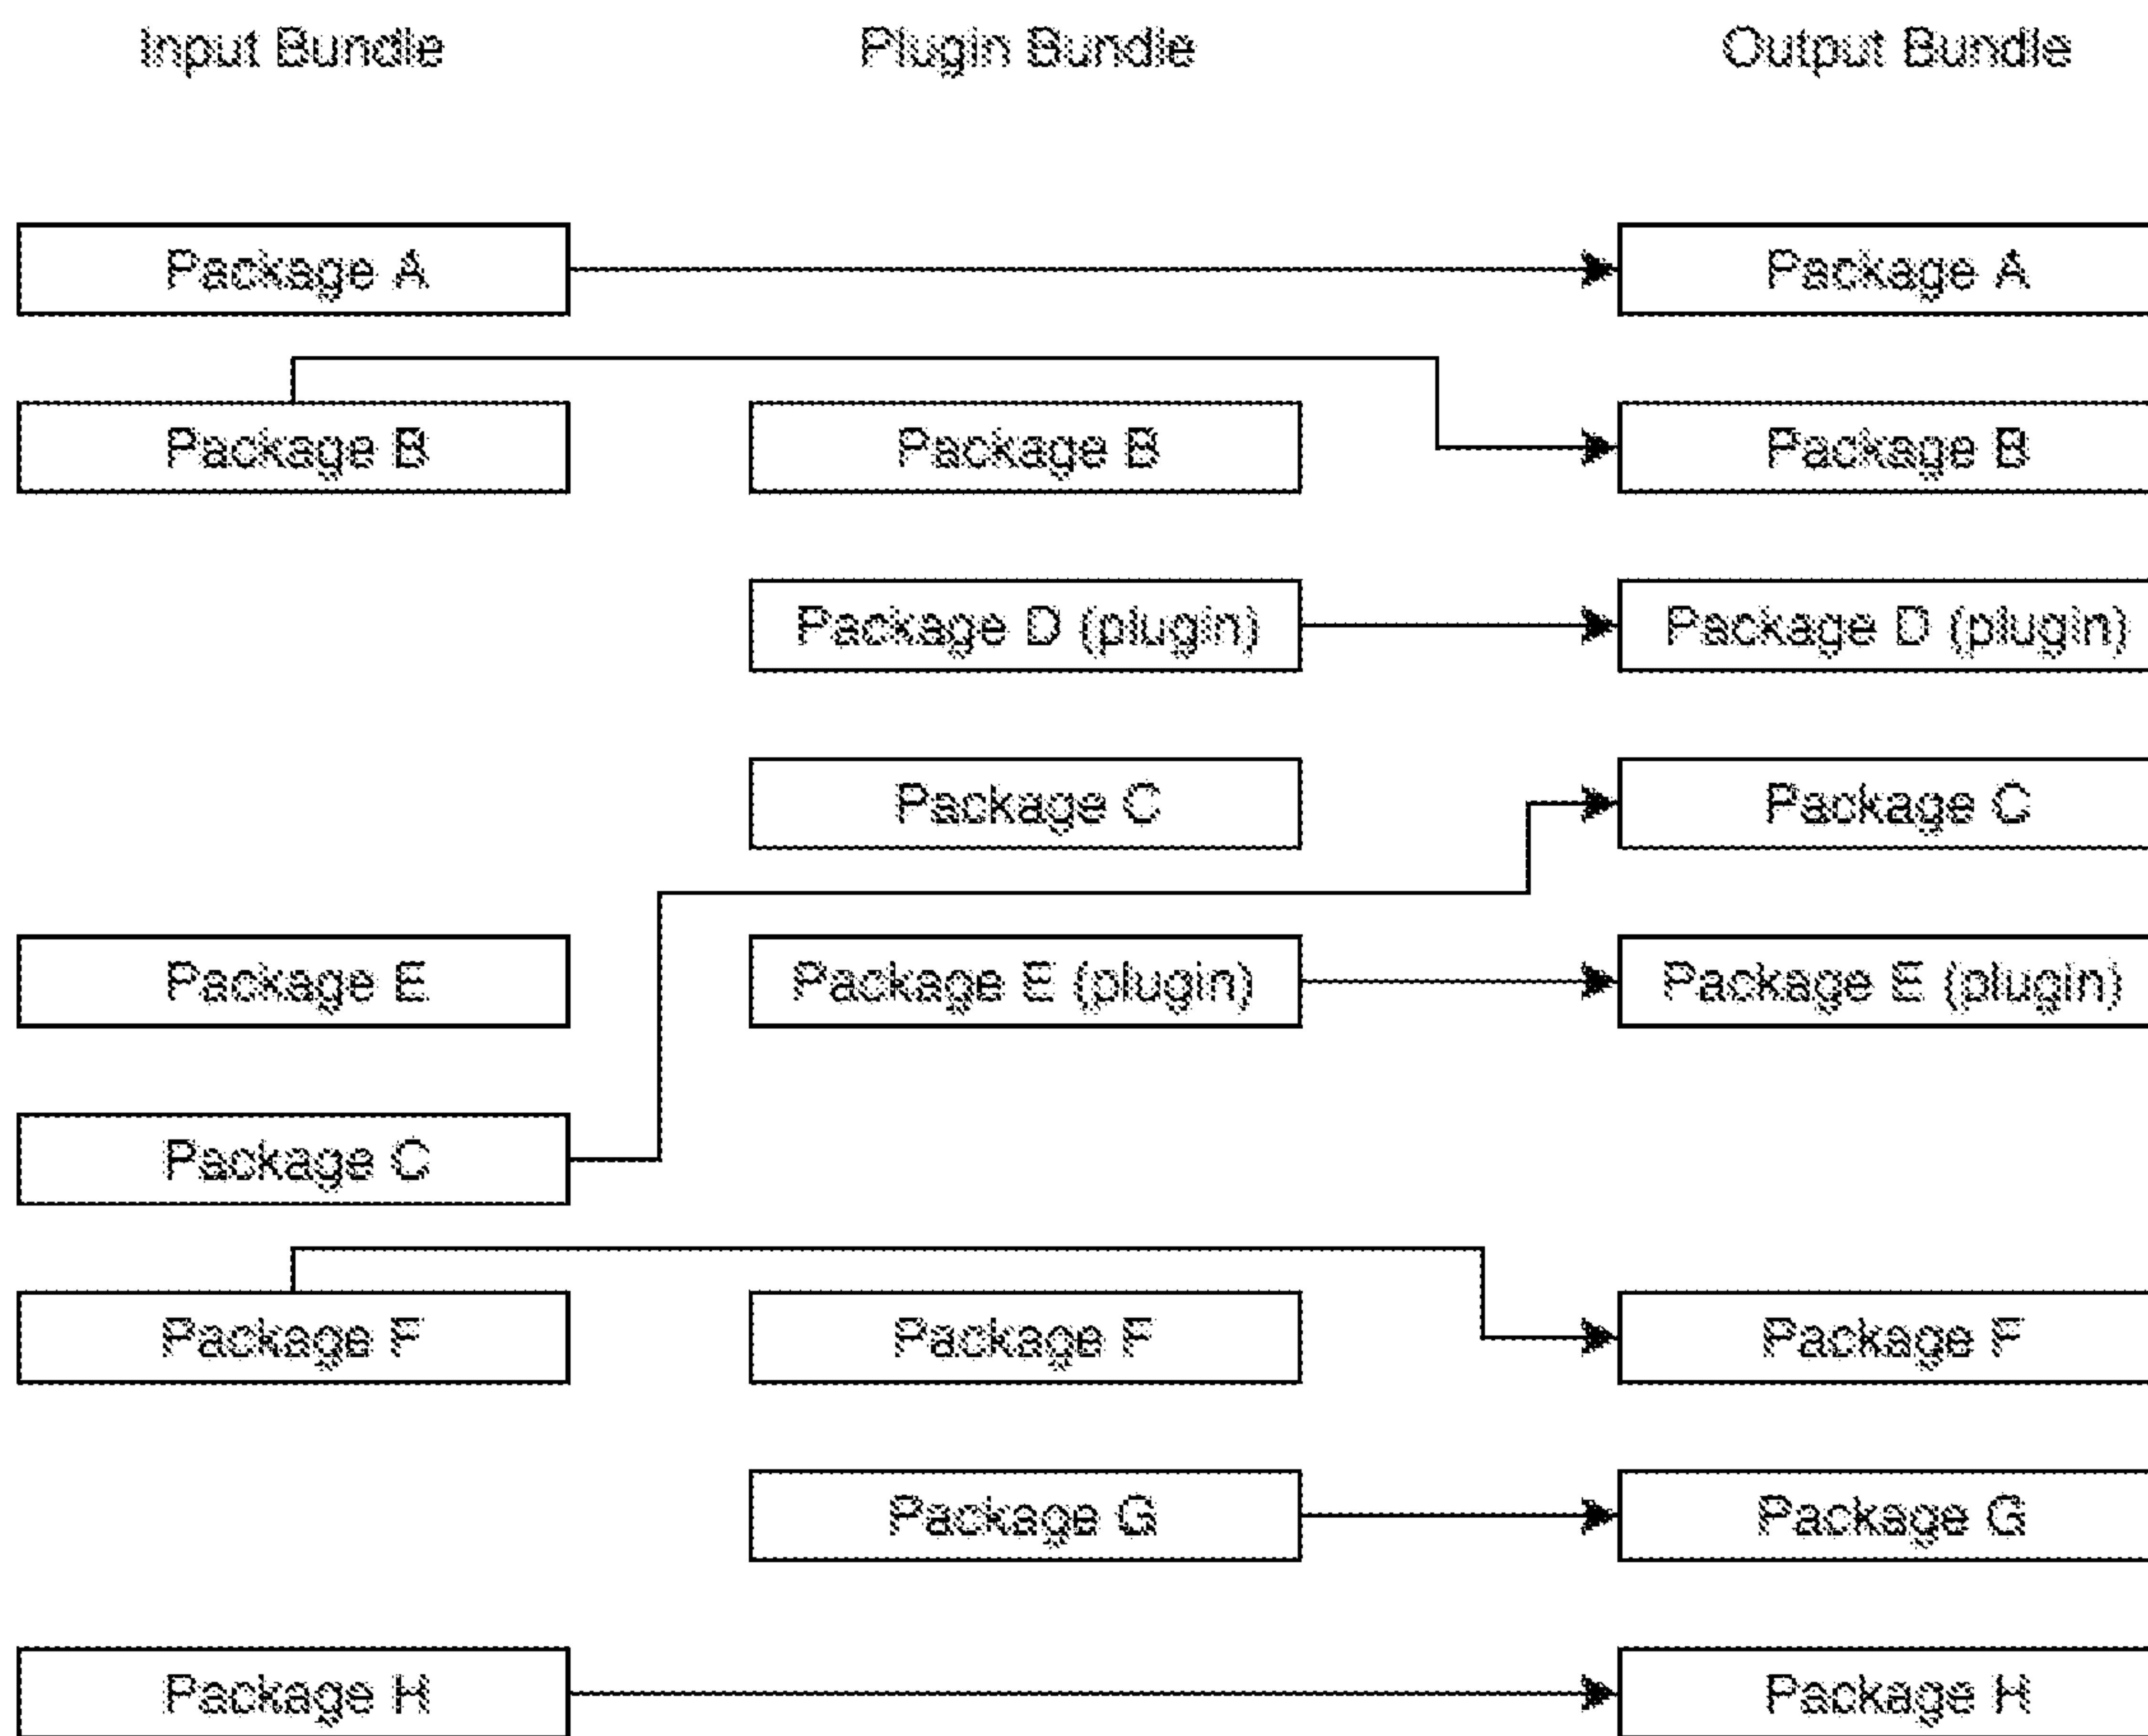 Input Bundle Plugin Bundle Output Bundle
Package A Package A
Package B Package B Package B
Package D (plugin) Package D (plugin)
Package C Package C
Package E Package E (plugin) Package E (plugin)
Package C
Package F Package F Package F
Package G Package G
Package H Package H